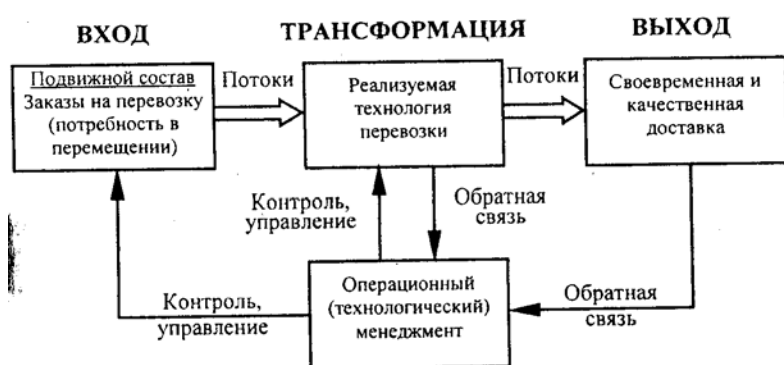 ВХОД
ТРАНСФОРМАЦИЯ
ВЫХОД
Подвижной состав
Заказы на перевозку
(потребность в
перемещении)
Потоки
Реализуемая
технология
перевозки
Потоки
Своевременная и
качественная
доставка
Контроль,
управление
Обратная
связь
Операционный
(технологический)
менеджмент
Контроль,
управление
Обратная
связь